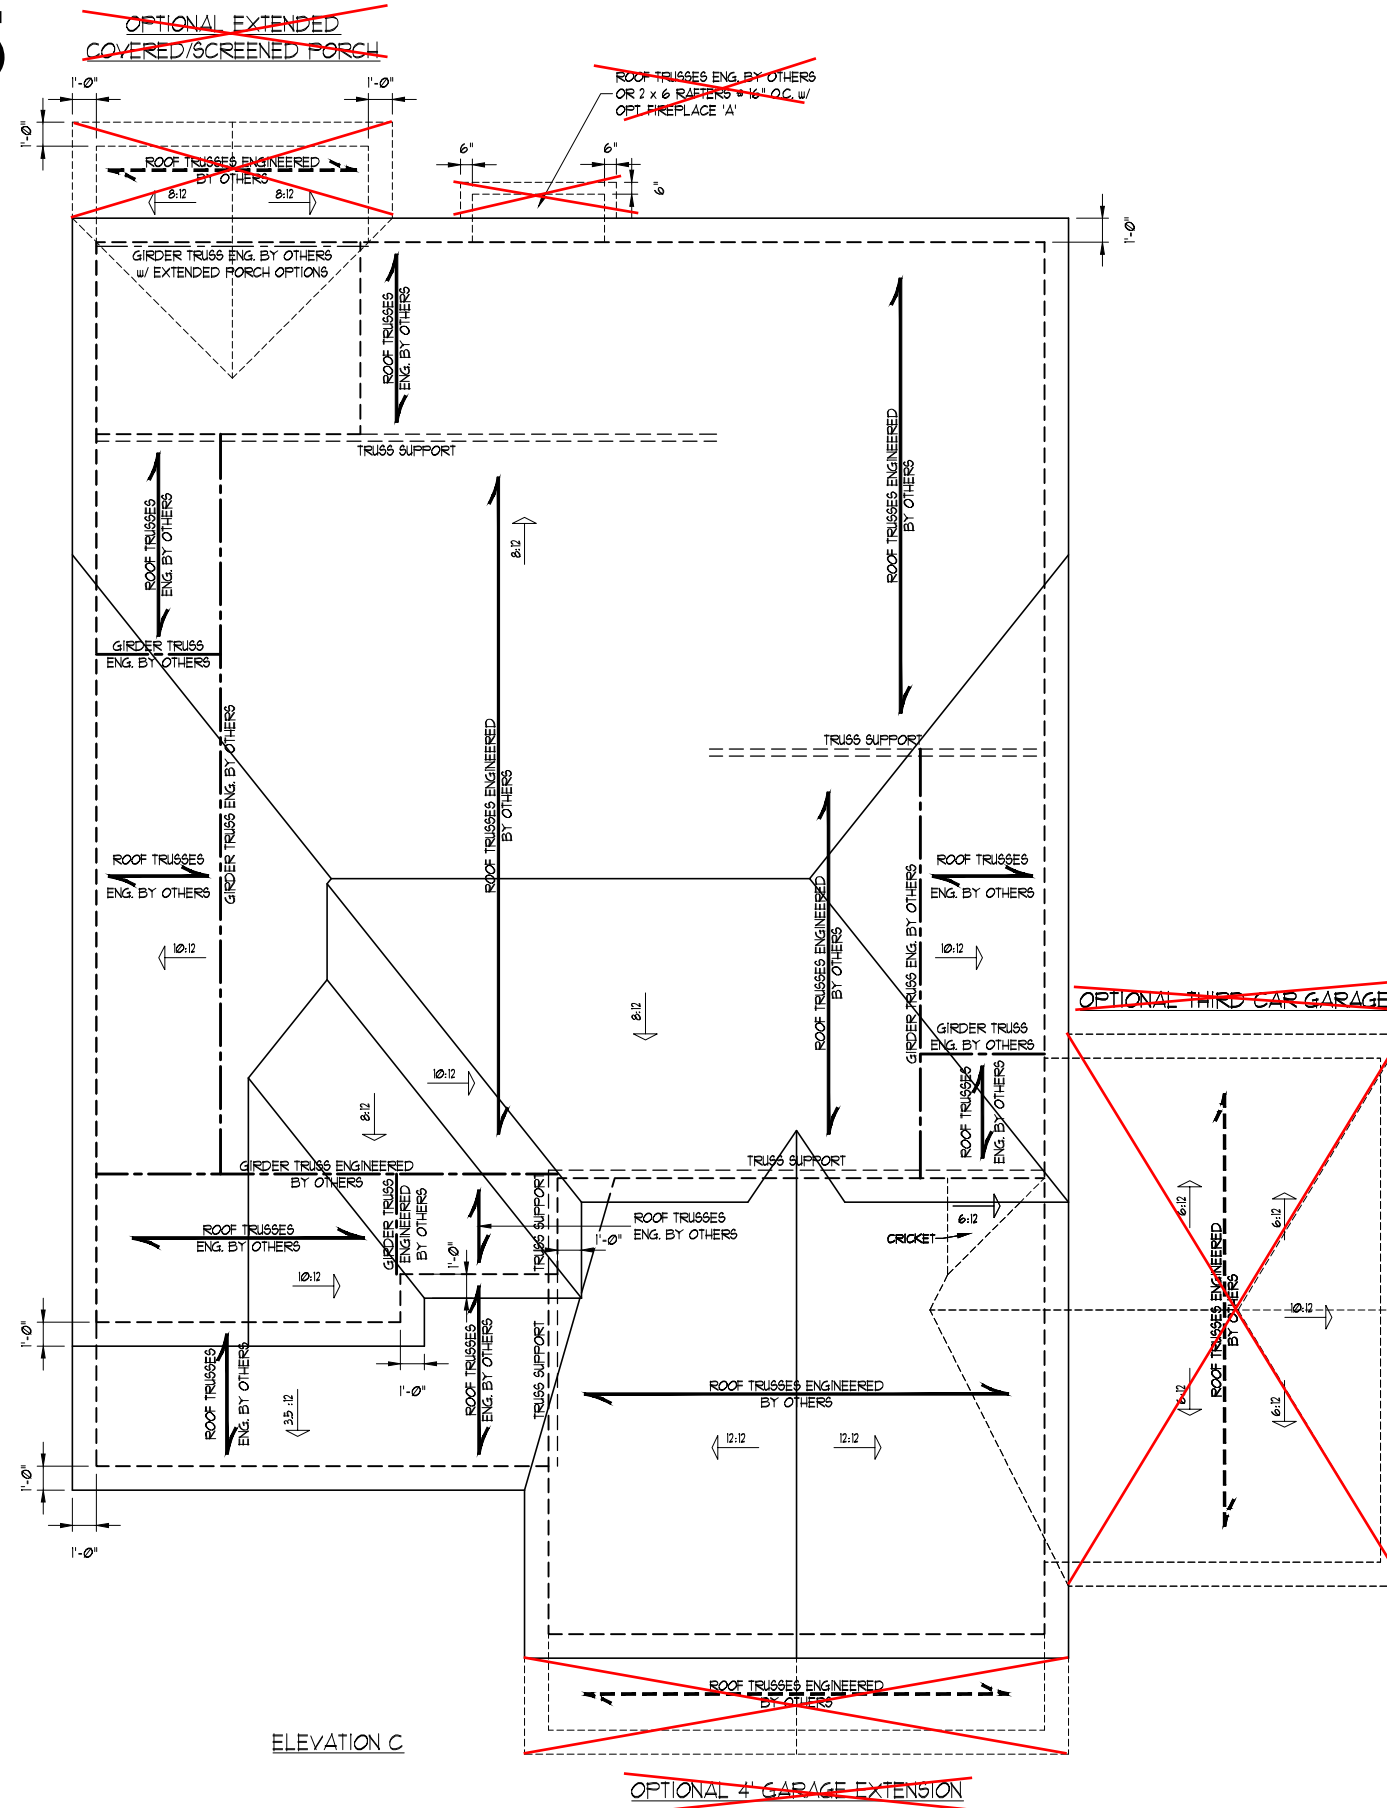 OPTIONAL EXTENDED
COVERED/SCREENED PORCH
1'-0"
1'-0"
1'-0"
ROOF TRUSSES ENG. BY OTHERS
OR 2 x 6 RAFTERS @ 16" O.C. w/
OPT. FIREPLACE 'A'
ROOF TRUSSES ENGINEERED
BY OTHERS
8:12
8:12
6"
6"
6"
1'-0"
GIRDER TRUSS ENG. BY OTHERS
w/ EXTENDED PORCH OPTIONS
ROOF TRUSSES
ENG. BY OTHERS
ROOF TRUSSES ENGINEERED
BY OTHERS
TRUSS SUPPORT
ROOF TRUSSES
ENG. BY OTHERS
8:12
GIRDER TRUSS
ENG. BY OTHERS
GIRDER TRUSS ENG. BY OTHERS
ROOF TRUSSES ENGINEERED
BY OTHERS
TRUSS SUPPORT
ROOF TRUSSES
ENG. BY OTHERS
10:12
ROOF TRUSSES ENGINEERED
BY OTHERS
GIRDER TRUSS ENG. BY OTHERS
ROOF TRUSSES
ENG. BY OTHERS
10:12
8:12
OPTIONAL THIRD CAR GARAGE
GIRDER TRUSS
ENG. BY OTHERS
ROOF TRUSSES
ENG. BY OTHERS
10:12
8:12
GIRDER TRUSS ENGINEERED
BY OTHERS
TRUSS SUPPORT
GIRDER TRUSS
ENGINEERED
BY OTHERS
TRUSS SUPPORT
ROOF TRUSSES
ENG. BY OTHERS
1'-0"
1'-0"
ROOF TRUSSES
ENG. BY OTHERS
10:12
6:12
CRICKET
6:12
6:12
ROOF TRUSSES ENGINEERED
BY OTHERS
10:12
6:12
6:12
1'-0"
ROOF TRUSSES
ENG. BY OTHERS
3.5 :12
1'-0"
ROOF TRUSSES
ENG. BY OTHERS
TRUSS SUPPORT
ROOF TRUSSES ENGINEERED
BY OTHERS
12:12
12:12
1'-0"
1'-0"
ROOF TRUSSES ENGINEERED
BY OTHERS
ELEVATION C
OPTIONAL 4' GARAGE EXTENSION